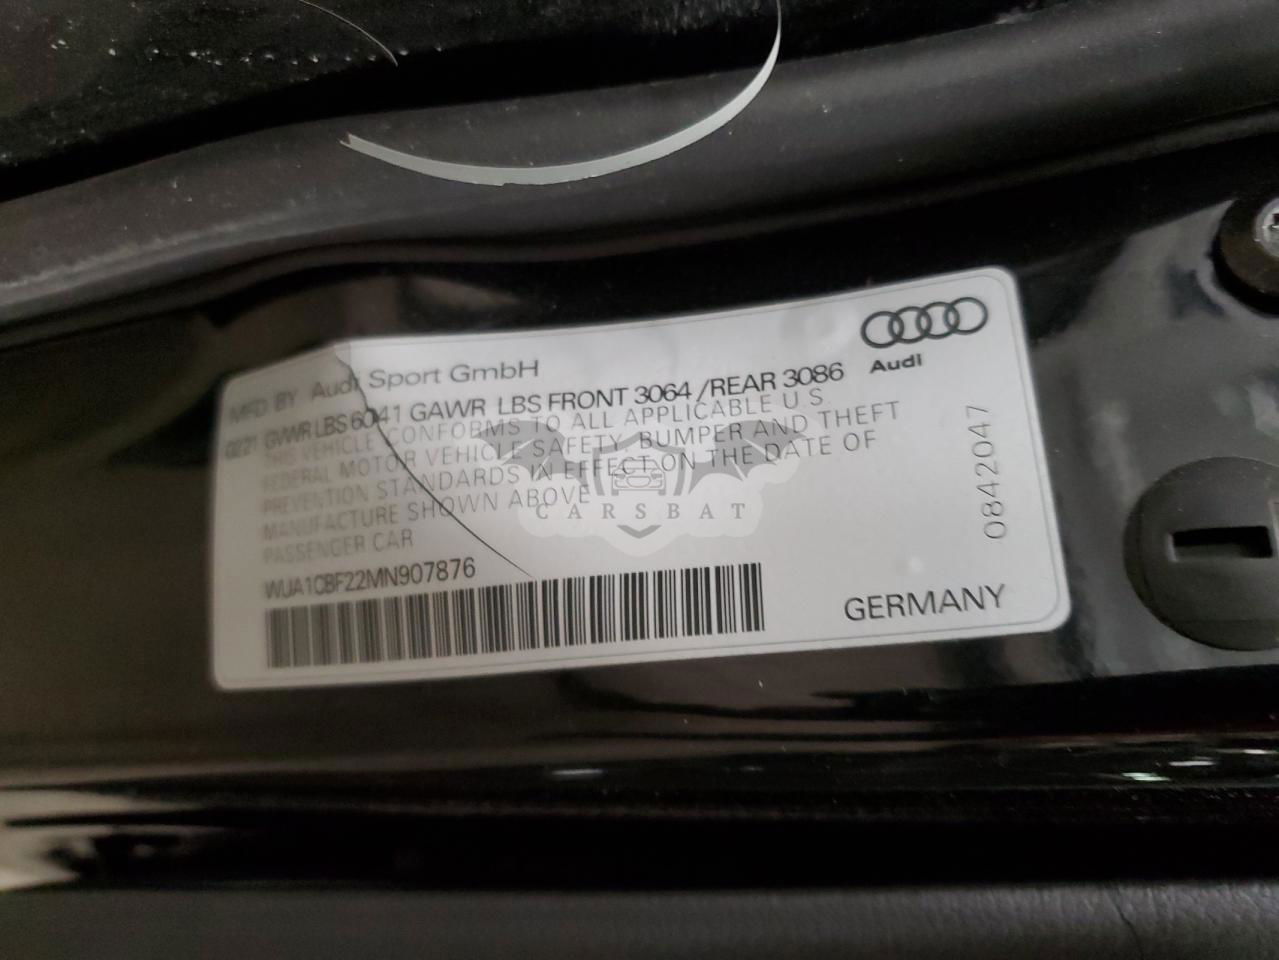 MFD BY Audi Sport GmbH
0221 GVWR LBS 6041 GAWR LBS FRONT 3064 /REAR 3086
THIS VEHICLE CONFORMS TO ALL APPLICABLE U.S.
FEDERAL MOTOR VEHICLE SAFETY, BUMPER AND THEFT
PREVENTION STANDARDS IN EFFECT ON THE DATE OF
MANUFACTURE SHOWN ABOVE
PASSENGER CAR
WUA1CBF22MN907876
Audi
0842047
GERMANY
CARSBAT